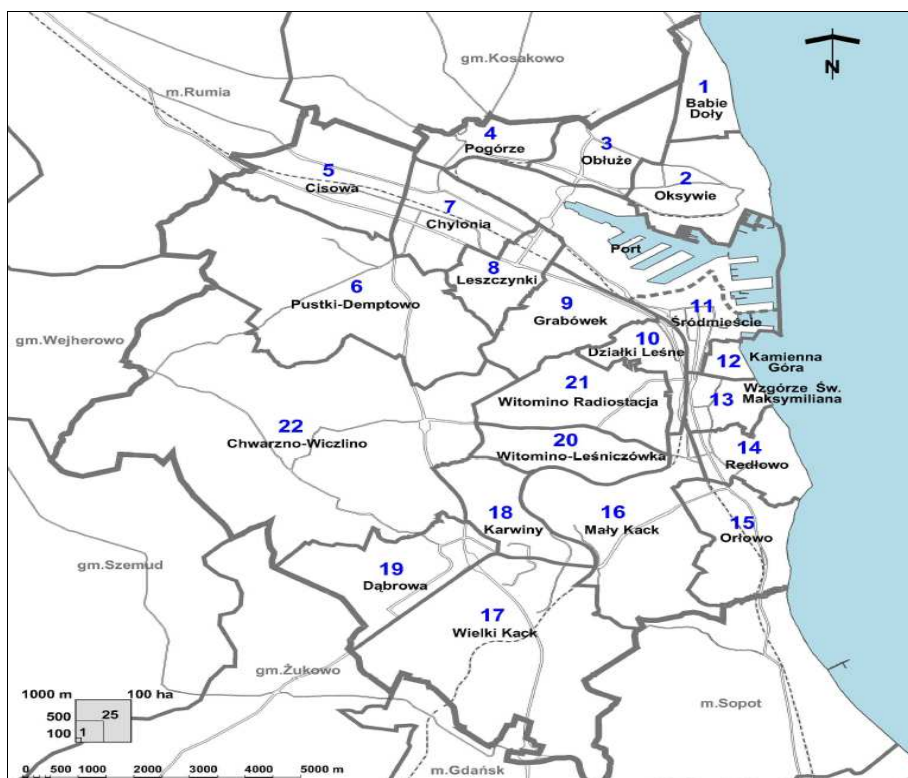 gm.Kosakowo
m.Rumia
N
1
Babie
Doły
4
Pogórze
3
Obłuże
5
Cisowa
2
Oksywie
7
Chylonia
Port
8
Leszczynki
6
Pustki-Demptowo
9
Grabówek
11
Śródmieście
10
Działki Leśne
gm.Wejherowo
12
Kamienna
Góra
21
Witomino Radiostacja
13
Wzgórze Św.
Maksymiliana
22
Chwarzno-Wiczlino
20
Witomino-Leśniczówka
14
Redłowo
18
Karwiny
16
Mały Kack
15
Orłowo
gm.Szemud
19
Dąbrowa
17
Wielki Kack
gm.Żukowo
m.Sopot
1000 m 100 ha
500 25
100 1
0 500 1000 2000 3000 4000 5000 m
m.Gdańsk